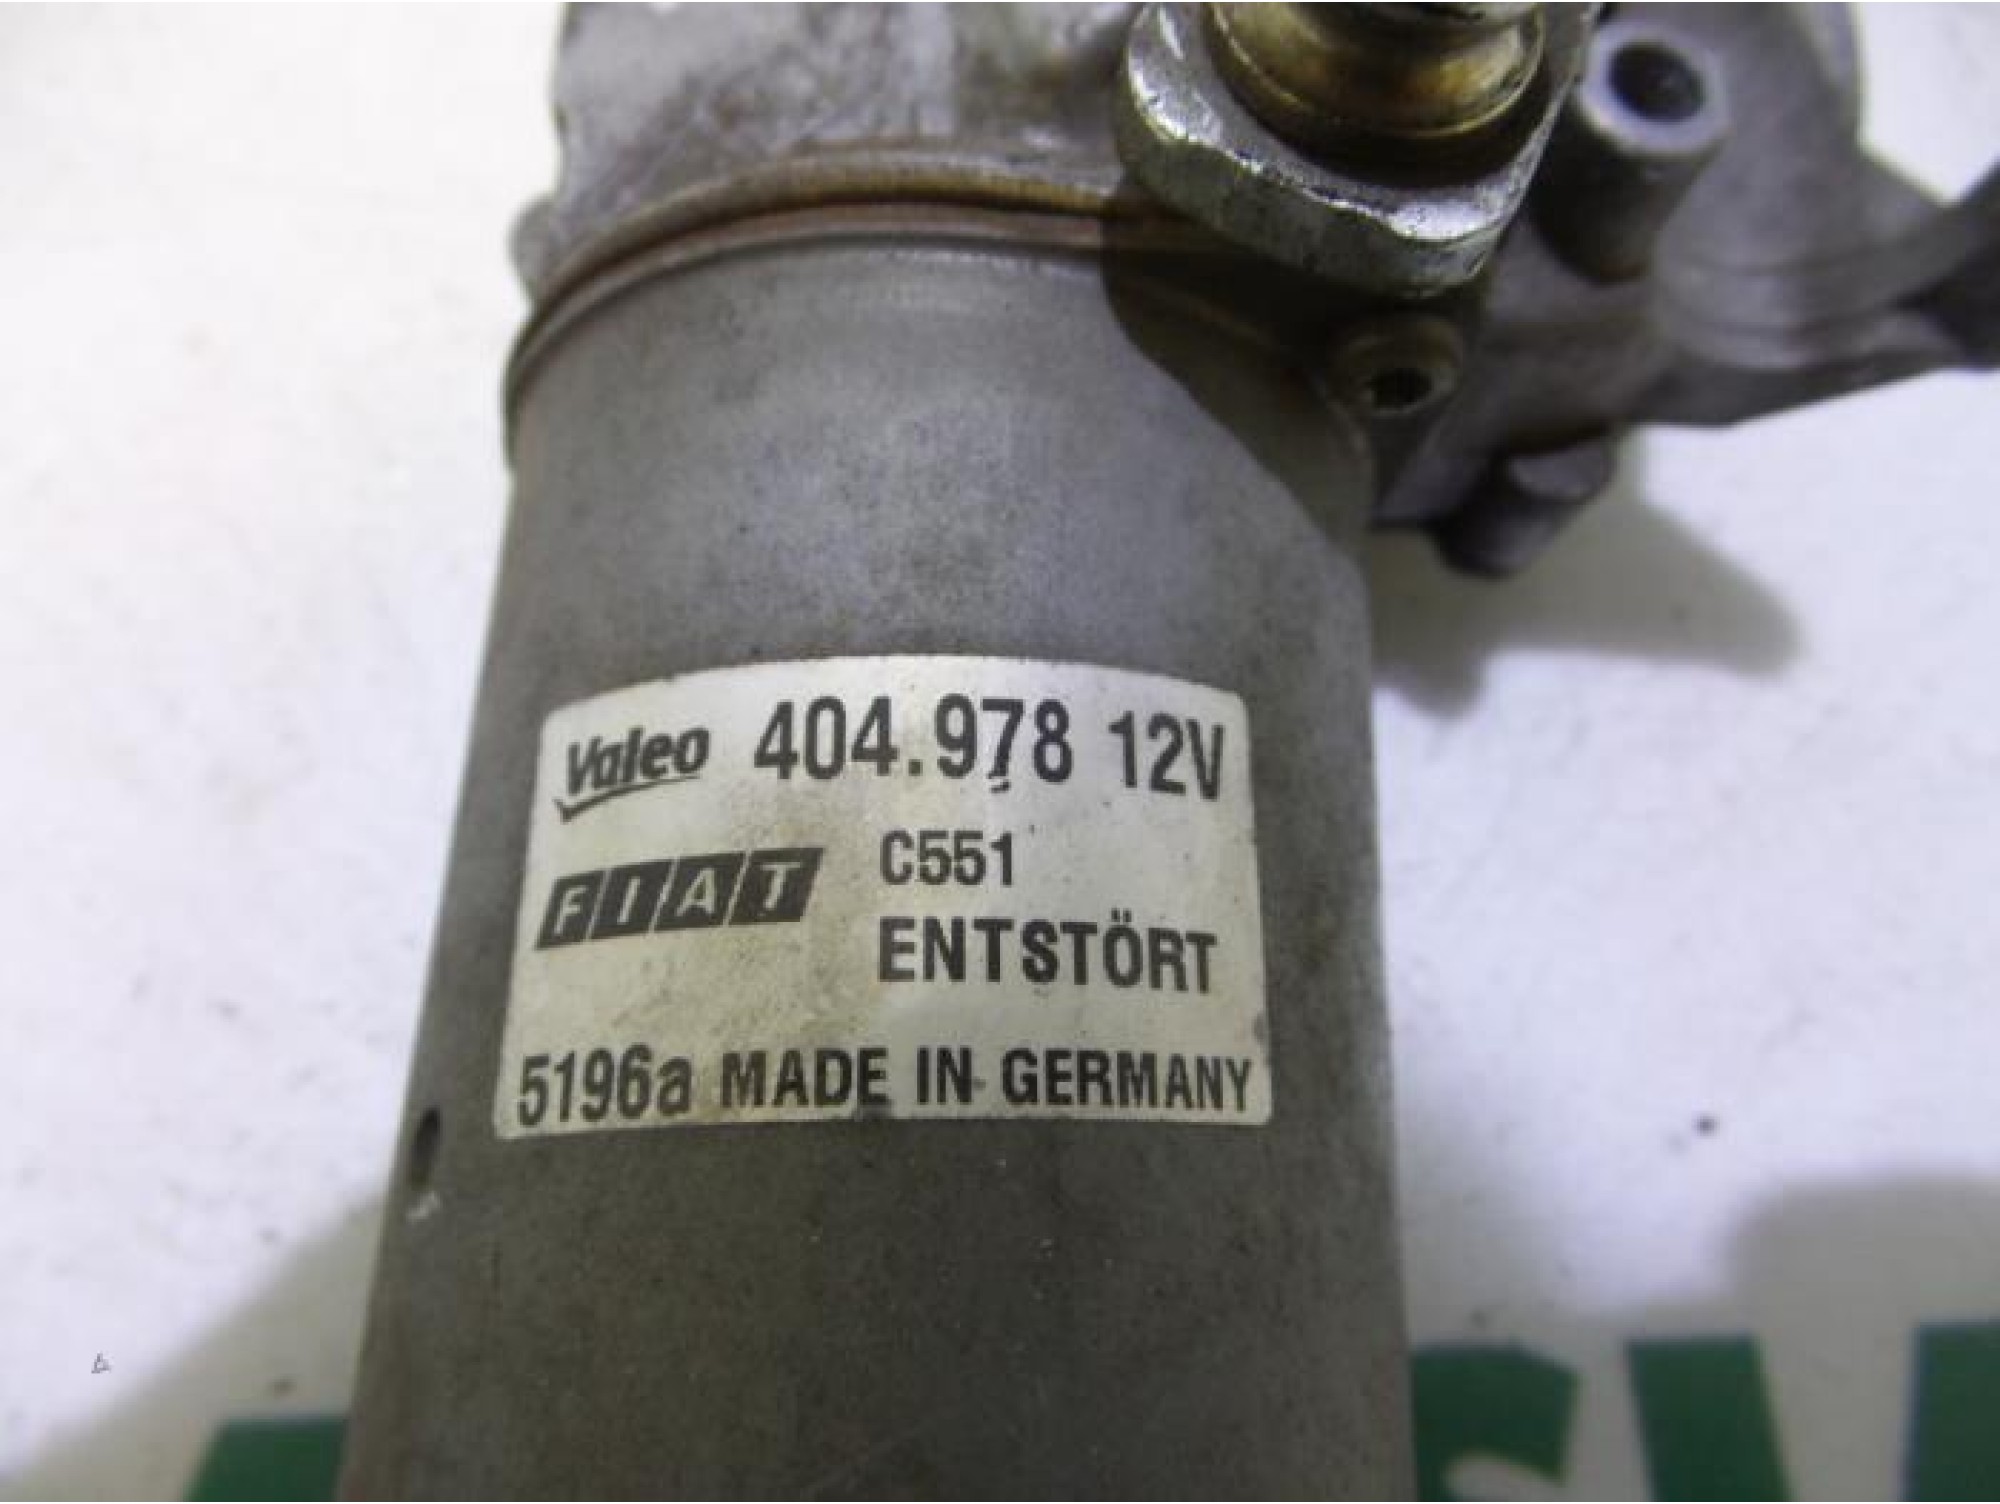 Valeo 404.978 12V
FIAT C551
ENTSTÖRT
5196a MADE IN GERMANY